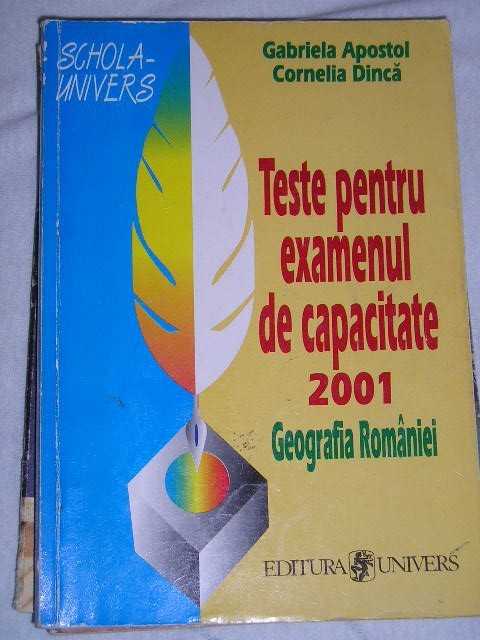 SCHOLA-
UNIVERS
Gabriela Apostol
Cornelia Dincă
Teste pentru
examenul
de capacitate
2001
Geografia României
EDITURA UNIVERS